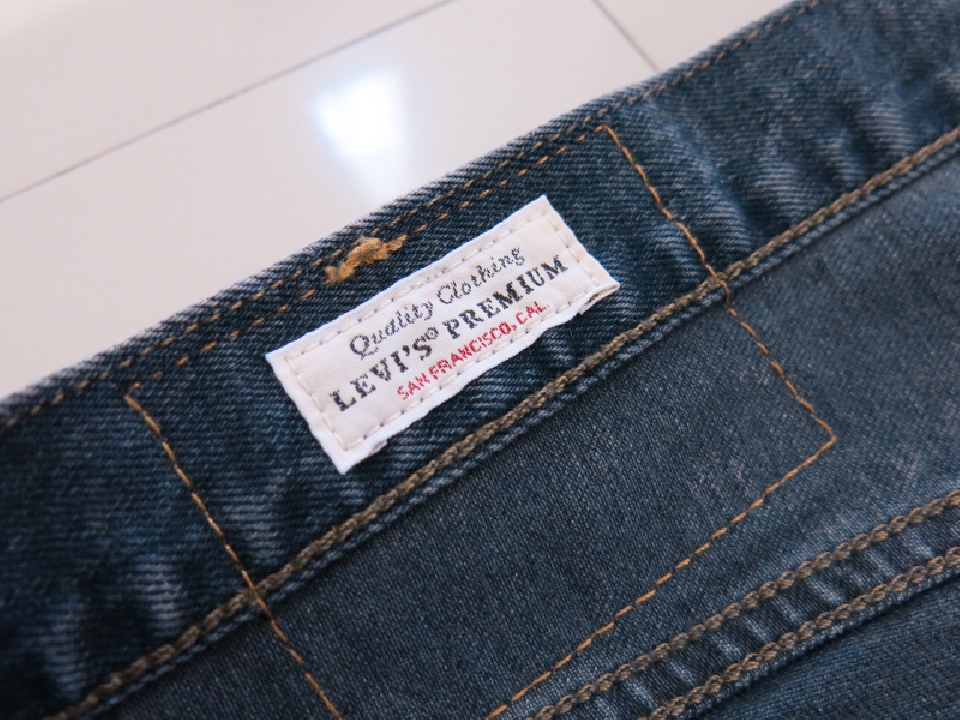 Quality Clothing
LEVI'S® PREMIUM
SAN FRANCISCO, CAL.